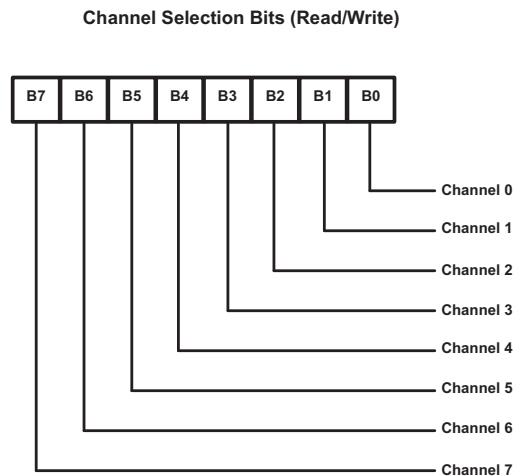 Channel Selection Bits (Read/Write)
B7 B6 B5 B4 B3 B2 B1 B0
Channel 0
Channel 1
Channel 2
Channel 3
Channel 4
Channel 5
Channel 6
Channel 7